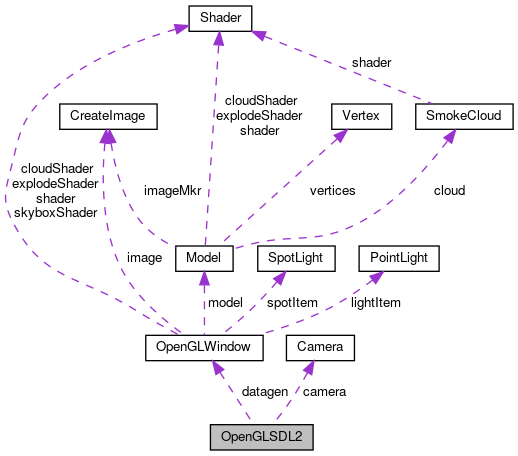 Shader
shader
cloudShader
explodeShader
shader
CreateImage
Vertex
SmokeCloud
cloudShader
explodeShader
shader
skyboxShader
imageMkr
vertices
cloud
image
Model
SpotLight
PointLight
model
spotItem
lightItem
OpenGLWindow
Camera
datagen
camera
OpenGLSDL2